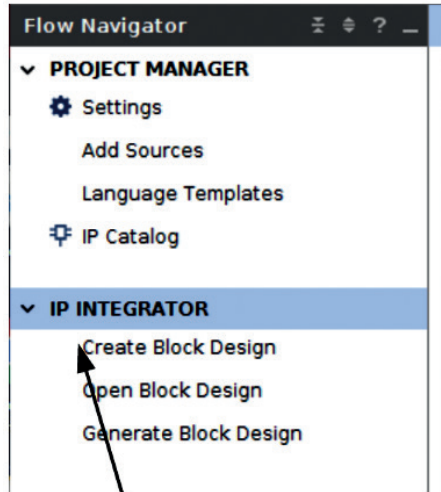 Flow Navigator ?
PROJECT MANAGER
Settings
Add Sources
Language Templates
IP Catalog
IP INTEGRATOR
Create Block Design
Open Block Design
Generate Block Design